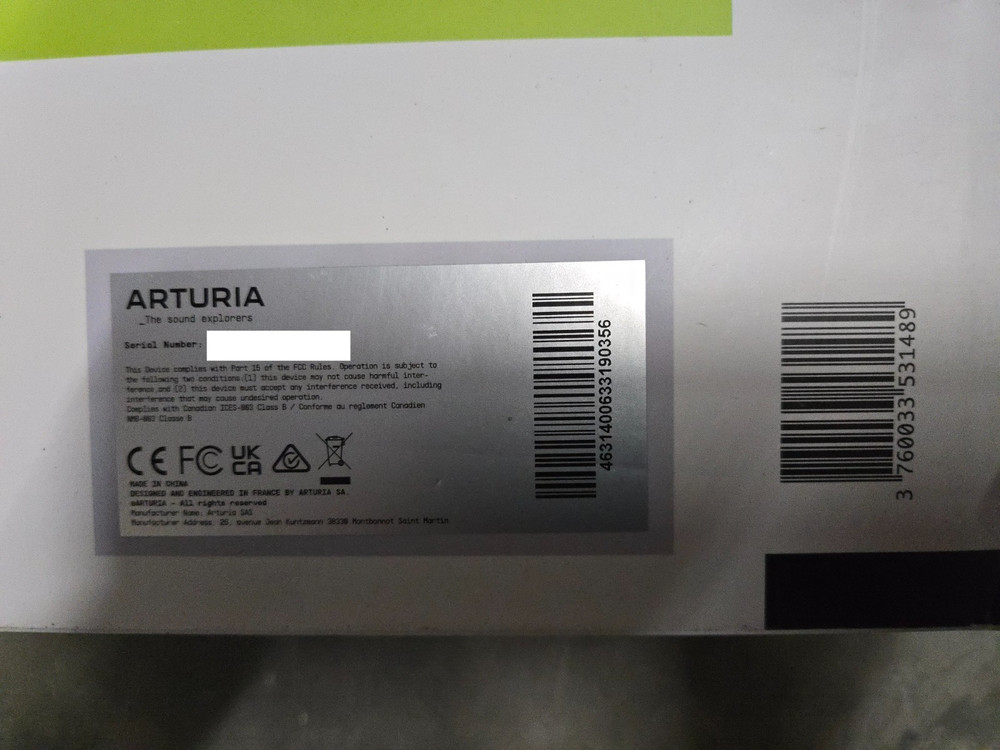 ARTURIA
_The sound explorers
Serial Number:
This Device complies with Part 15 of the FCC Rules. Operation is subject to
the following two conditions:(1) this device may not cause harmful inter-
ference,and (2) this device must accept any interference received, including
interference that may cause undesired operation.
Complies with Canadian ICES-003 Class B / Conforme au reglement Canadien
NMB-003 Classe B
CE FC UK CA
MADE IN CHINA
DESIGNED AND ENGINEERED IN FRANCE BY ARTURIA SA.
©ARTURIA - All rights reserved
Manufacturer Name: Arturia SAS
Manufacturer Address: 26, avenue Jean Kuntzmann 38330 Montbonnot Saint Martin
4631400633190356
3 760033 531489